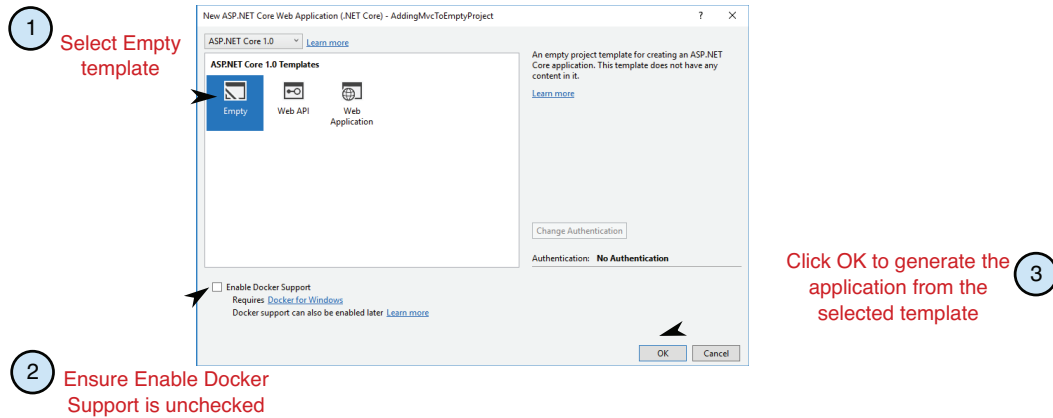 1
Select Empty
template
New ASP.NET Core Web Application (.NET Core) - AddingMvcToEmptyProject
?
ASP.NET Core 1.0
Learn more
ASP.NET Core 1.0 Templates
Empty
Web API
Web
Application
An empty project template for creating an ASP.NET
Core application. This template does not have any
content in it.
Learn more
Change Authentication
Authentication: No Authentication
Enable Docker Support
Requires Docker for Windows
Docker support can also be enabled later Learn more
OK
Cancel
Click OK to generate the
application from the
selected template
3
2
Ensure Enable Docker
Support is unchecked